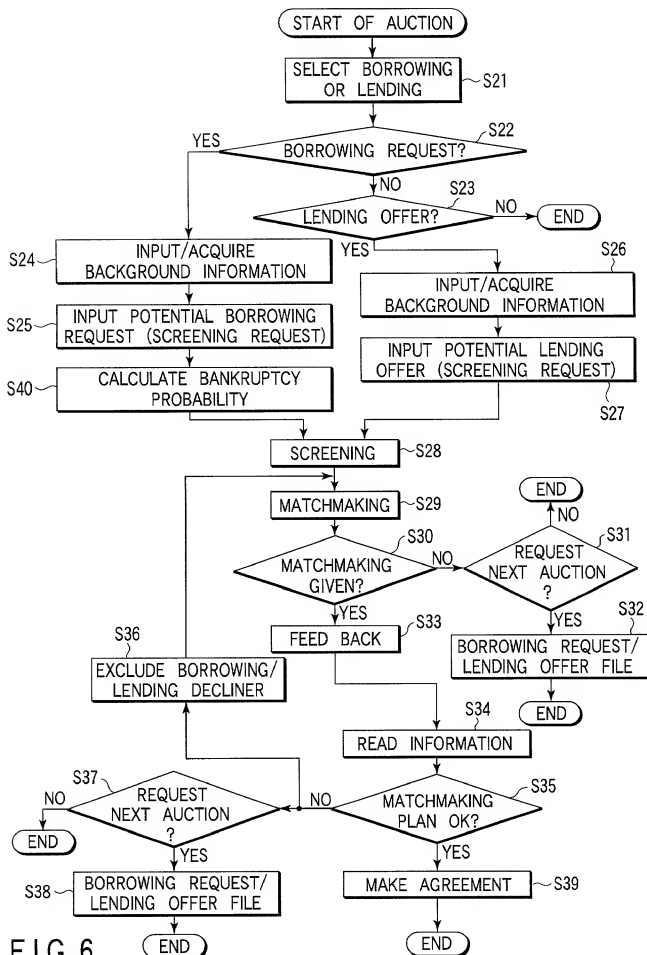 START OF AUCTION
SELECT BORROWING
OR LENDING
S21
S22
YES
BORROWING REQUEST?
NO
S23
LENDING OFFER?
NO
END
YES
S24
INPUT/ACQUIRE
BACKGROUND INFORMATION
S26
INPUT/ACQUIRE
BACKGROUND INFORMATION
S25
INPUT POTENTIAL BORROWING
REQUEST (SCREENING REQUEST)
INPUT POTENTIAL LENDING
OFFER (SCREENING REQUEST)
S27
S40
CALCULATE BANKRUPTCY
PROBABILITY
SCREENING
S28
MATCHMAKING
S29
END
NO
S30
MATCHMAKING
GIVEN?
NO
S31
REQUEST
NEXT AUCTION
?
YES
YES
S32
FEED BACK
S33
BORROWING REQUEST/
LENDING OFFER FILE
END
S36
EXCLUDE BORROWING/
LENDING DECLINER
S34
READ INFORMATION
S37
REQUEST
NEXT AUCTION
?
NO
END
YES
S35
MATCHMAKING
PLAN OK?
NO
YES
S38
BORROWING REQUEST/
LENDING OFFER FILE
MAKE AGREEMENT
S39
FIG. 6
END
END